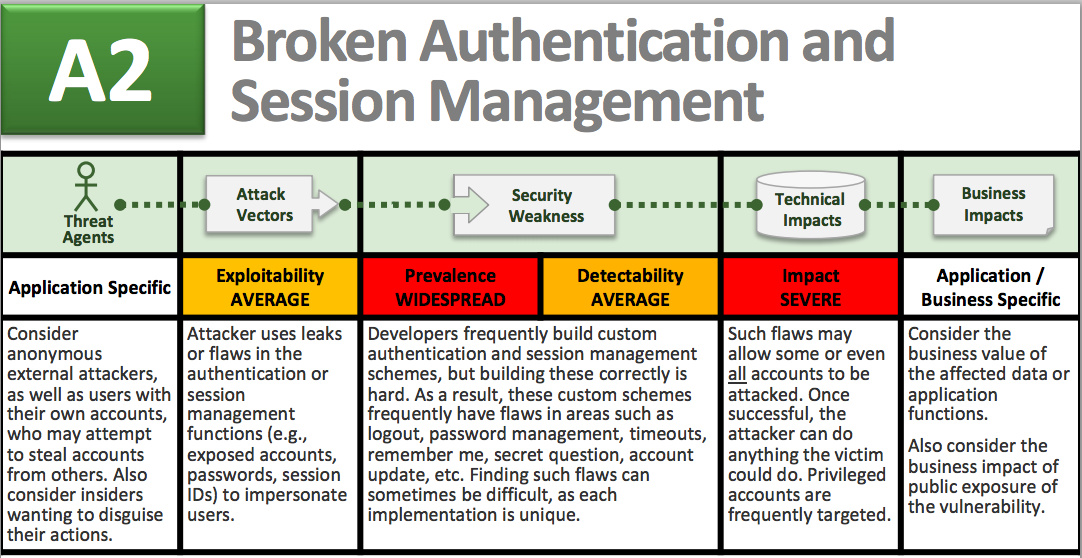 A2
Broken Authentication and
Session Management
Threat
Agents
Attack
Vectors
Security
Weakness
Technical
Impacts
Business
Impacts
Application Specific
Exploitability
AVERAGE
Prevalence
WIDESPREAD
Detectability
AVERAGE
Impact
SEVERE
Application /
Business Specific
Consider
anonymous
external attackers,
as well as users with
their own accounts,
who may attempt
to steal accounts
from others. Also
consider insiders
wanting to disguise
their actions.
Attacker uses leaks
or flaws in the
authentication or
session
management
functions (e.g.,
exposed accounts,
passwords, session
IDs) to impersonate
users.
Developers frequently build custom
authentication and session management
schemes, but building these correctly is
hard. As a result, these custom schemes
frequently have flaws in areas such as
logout, password management, timeouts,
remember me, secret question, account
update, etc. Finding such flaws can
sometimes be difficult, as each
implementation is unique.
Such flaws may
allow some or even
all accounts to be
attacked. Once
successful, the
attacker can do
anything the victim
could do. Privileged
accounts are
frequently targeted.
Consider the
business value of
the affected data or
application
functions.
Also consider the
business impact of
public exposure of
the vulnerability.